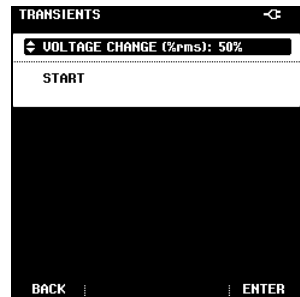 TRANSIENTS
VOLTAGE CHANGE (%rms): 50%
START
BACK
ENTER